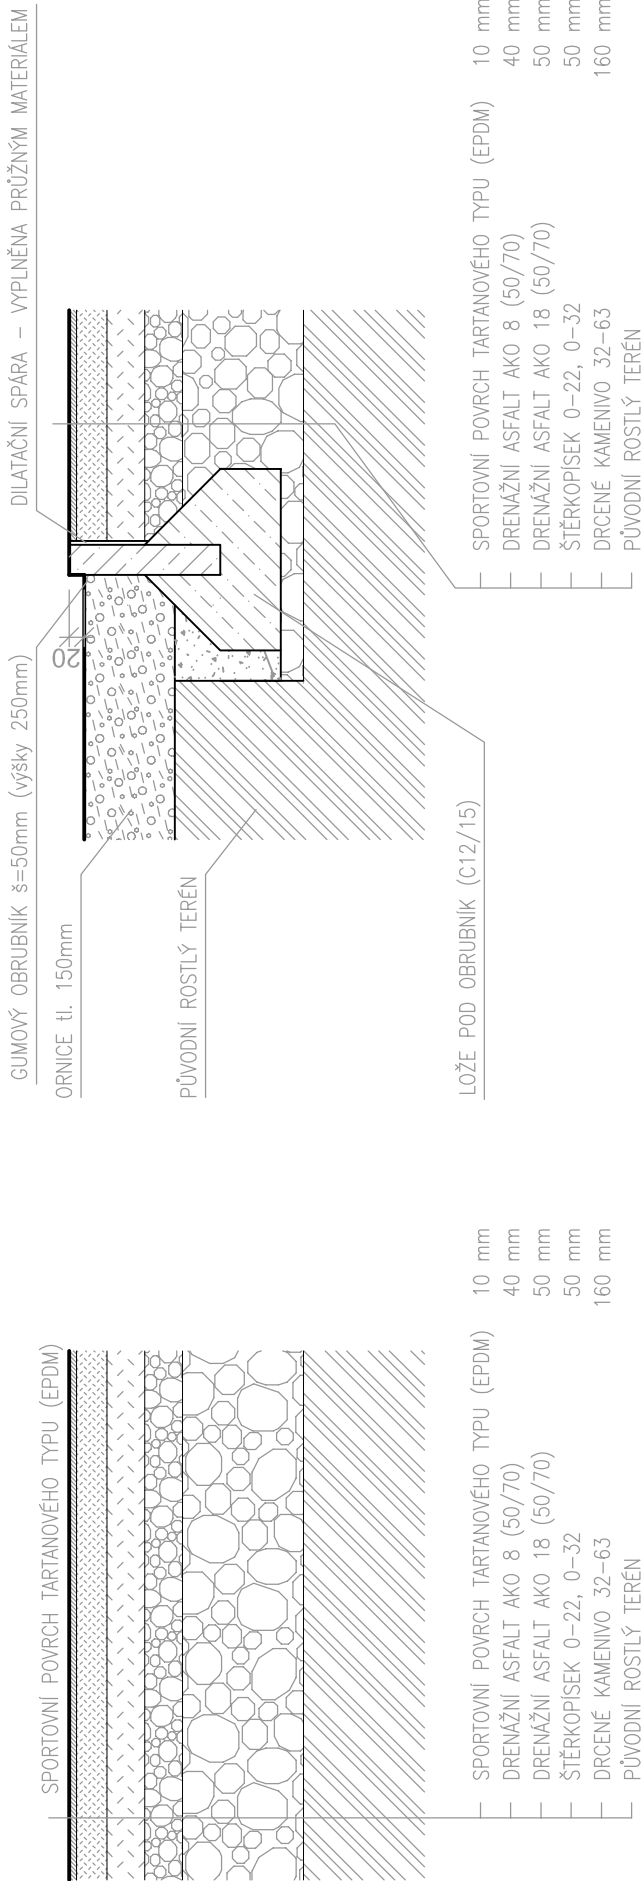 SPORTOVNÍ POVRCH TARTANOVÉHO TYPU (EPDM)
SPORTOVNÍ POVRCH TARTANOVÉHO TYPU (EPDM) 10 mm
DRENÁŽNÍ ASFALT AKO 8 (50/70) 40 mm
DRENÁŽNÍ ASFALT AKO 18 (50/70) 50 mm
ŠTĚRKOPÍSEK 0-22, 0-32 50 mm
DRCENÉ KAMENIVO 32-63 160 mm
PŮVODNÍ ROSTLÝ TERÉN
GUMOVÝ OBRUBNÍK š=50mm (výšky 250mm)
DILATAČNÍ SPÁRA – VYPLNĚNA PRŮŽNÝM MATERIÁLEM
ORNICE tl. 150mm
20
PŮVODNÍ ROSTLÝ TERÉN
LOŽE POD OBRUBNÍK (C12/15)
SPORTOVNÍ POVRCH TARTANOVÉHO TYPU (EPDM) 10 mm
DRENÁŽNÍ ASFALT AKO 8 (50/70) 40 mm
DRENÁŽNÍ ASFALT AKO 18 (50/70) 50 mm
ŠTĚRKOPÍSEK 0-22, 0-32 50 mm
DRCENÉ KAMENIVO 32-63 160 mm
PŮVODNÍ ROSTLÝ TERÉN